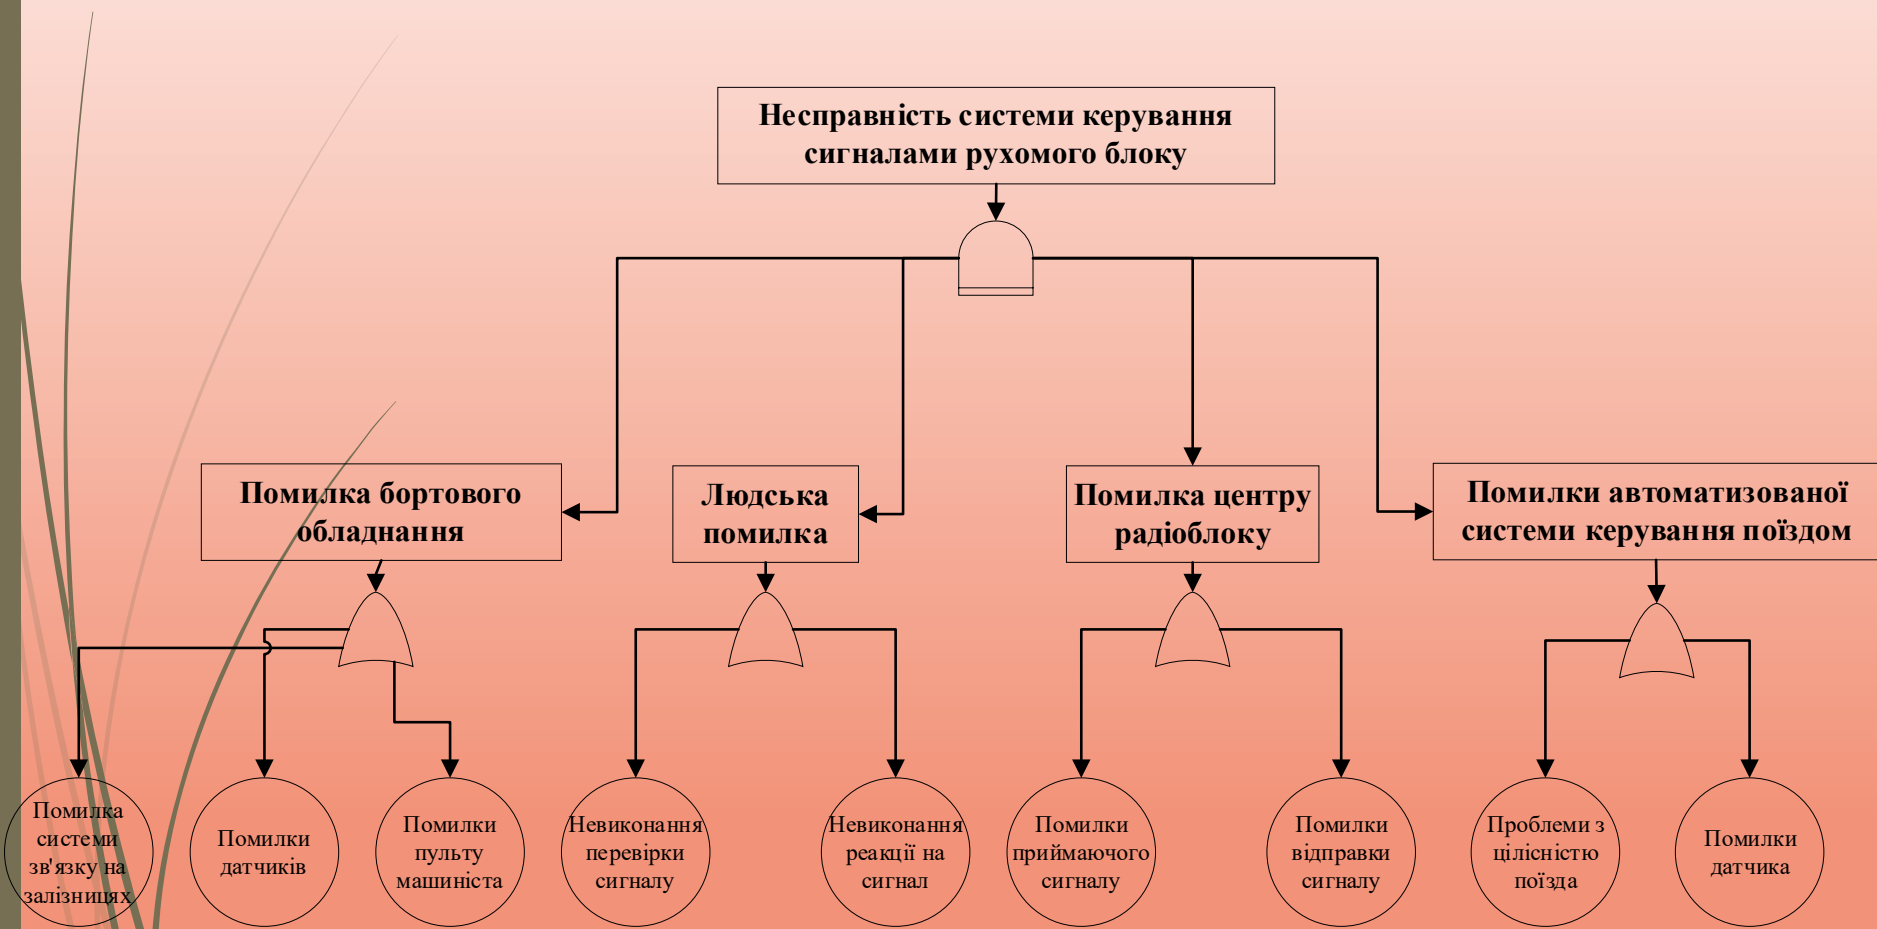 Несправність системи керування
сигналами рухомого блоку
Помилка бортового
обладнання
Людська
помилка
Помилка центру
радіоблоку
Помилки автоматизованої
системи керування поїздом
Помилка
системи
зв'язку на
залізницях
Помилки
датчиків
Помилки
пульту
машиніста
Невиконання
перевірки
сигналу
Невиконання
реакції на
сигнал
Помилки
приймаючого
сигналу
Помилки
відправки
сигналу
Проблеми з
цілісністю
поїзда
Помилки
датчика